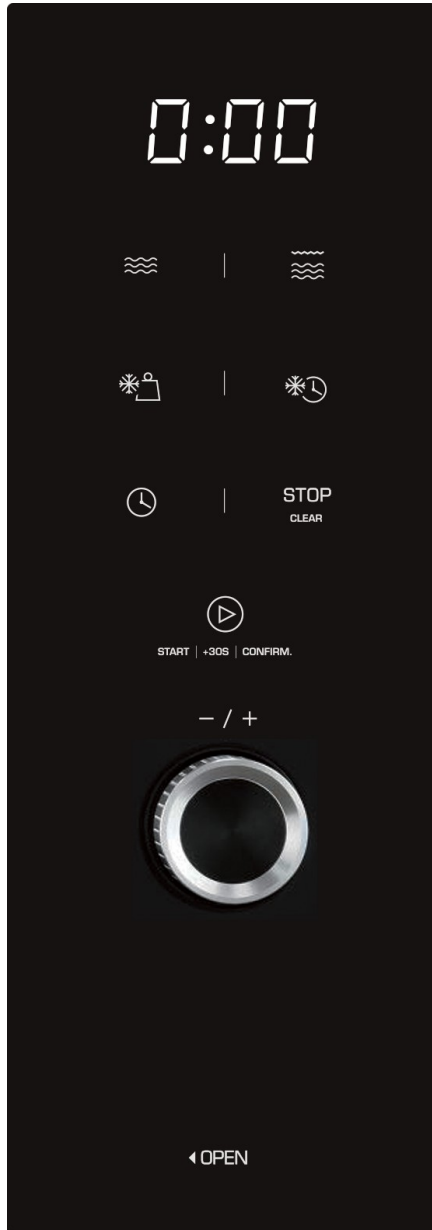 0:00
STOP
CLEAR
START | +30S | CONFIRM.
- / +
OPEN